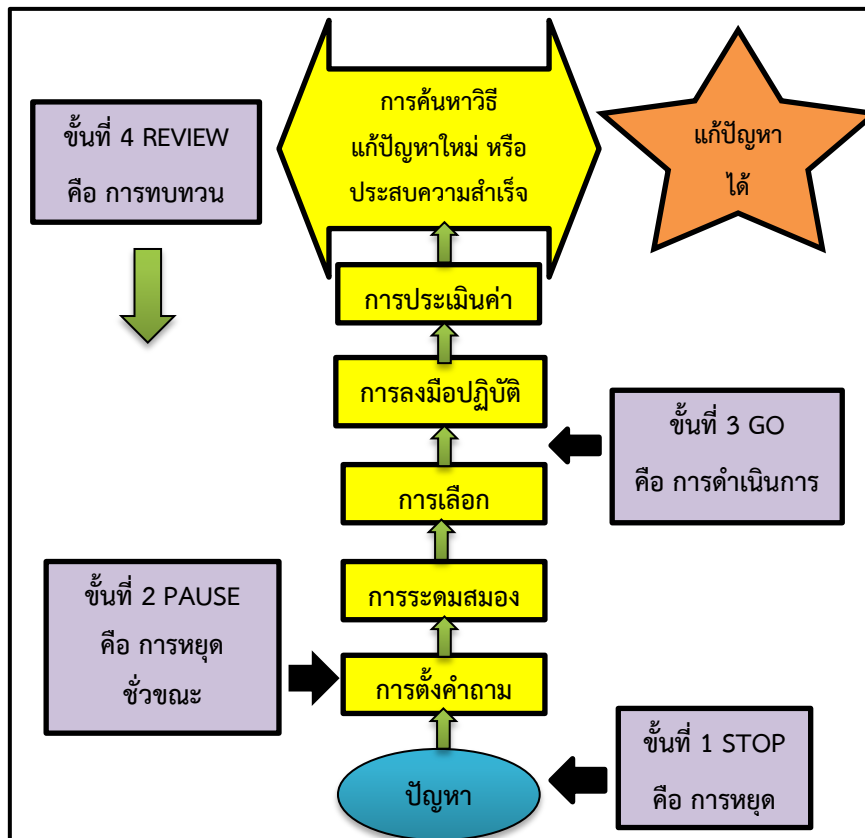 การค้นหาวิธี
แก้ปัญหาใหม่ หรือ
ประสบความสำเร็จ
แก้ปัญหา
ได้
ขั้นที่ 4 REVIEW
คือ การทบทวน
การประเมินค่า
การลงมือปฏิบัติ
ขั้นที่ 3 GO
คือ การดำเนินการ
การเลือก
การระดมสมอง
ขั้นที่ 2 PAUSE
คือ การหยุด
ชั่วขณะ
การตั้งคำถาม
ขั้นที่ 1 STOP
คือ การหยุด
ปัญหา